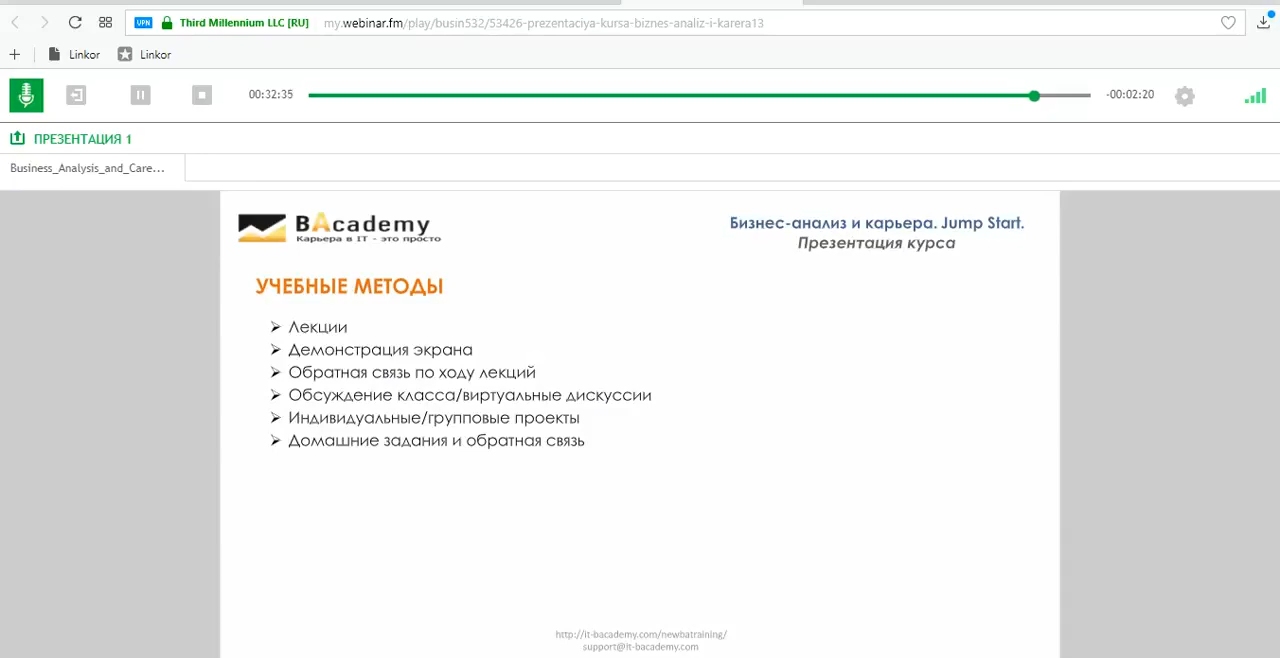 VPN Third Millennium LLC [RU] my.webinar.fm/play/busin532/53426-prezentaciya-kursa-biznes-analiz-i-karera13
Linkor Linkor
00:32:35 -00:02:20
ПРЕЗЕНТАЦИЯ 1
Business_Analysis_and_Care...
BAcademy
Карьера в IT - это просто
Бизнес-анализ и карьера. Jump Start.
Презентация курса
УЧЕБНЫЕ МЕТОДЫ
➢ Лекции
➢ Демонстрация экрана
➢ Обратная связь по ходу лекций
➢ Обсуждение класса/виртуальные дискуссии
➢ Индивидуальные/групповые проекты
➢ Домашние задания и обратная связь
http://it-bacademy.com/newbatraining/
support@it-bacademy.com